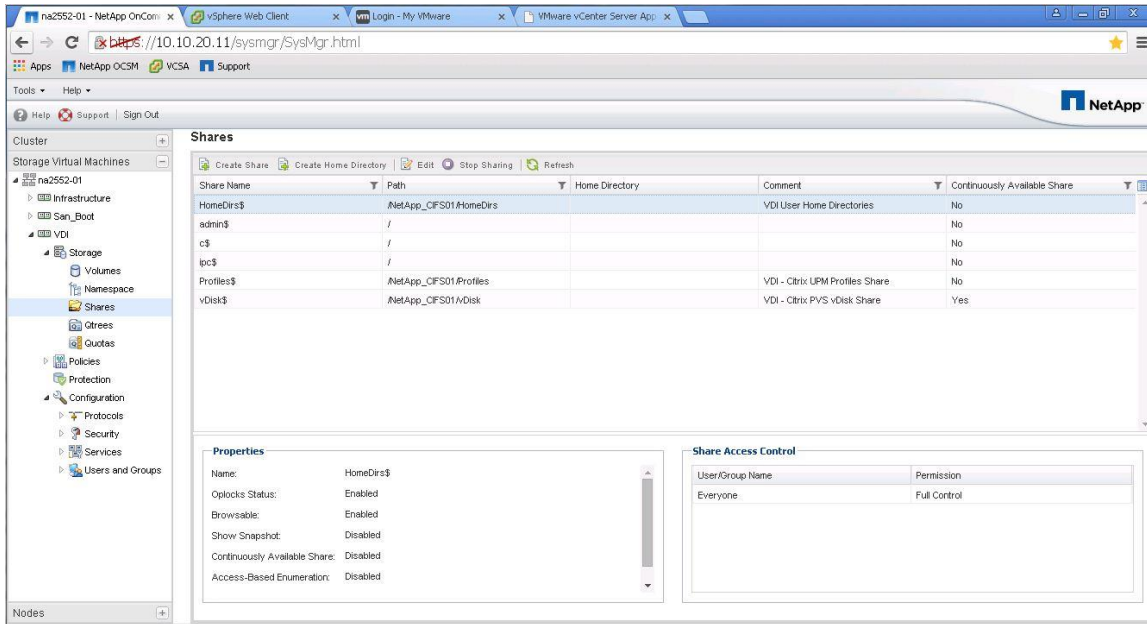 na2552-01 - NetApp OnCom
vSphere Web Client
vm Login - My VMware
VMware vCenter Server App
https://10.10.20.11/sysmgr/SysMgr.html
Apps NetApp OCSM VCSA Support
Tools Help
NetApp
Help Support Sign Out
Cluster
Storage Virtual Machines
na2552-01
Infrastructure
San_Boot
VDI
Storage
Volumes
Namespace
Shares
Qtrees
Quotas
Policies
Protection
Configuration
Protocols
Security
Services
Users and Groups
Nodes
Shares
Create Share Create Home Directory Edit Stop Sharing Refresh
Share Name Path Home Directory Comment Continuously Available Share
HomeDirs$ /NetApp_CIFS01/HomeDirs VDI User Home Directories No
admin$ / No
c$ / No
ipc$ / No
Profiles$ /NetApp_CIFS01/Profiles VDI - Citrix UPM Profiles Share No
vDisk$ /NetApp_CIFS01/vDisk VDI - Citrix PVS vDisk Share Yes
Properties
Name: HomeDirs$
Oplocks Status: Enabled
Browsable: Enabled
Show Snapshot: Disabled
Continuously Available Share: Disabled
Access-Based Enumeration: Disabled
Share Access Control
User/Group Name Permission
Everyone Full Control